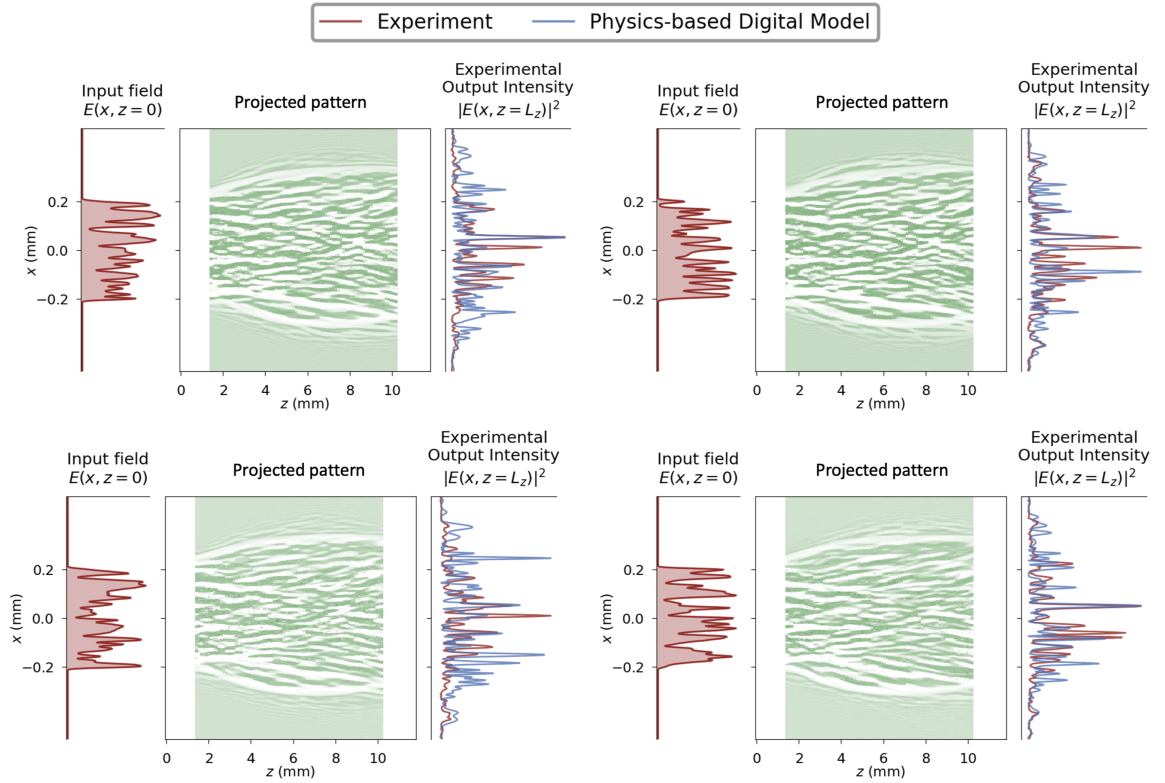 Experiment
Physics-based Digital Model
Input field
E(x, z = 0)
Projected pattern
Experimental
Output Intensity
|E(x, z = L_z)|^2
Input field
E(x, z = 0)
Projected pattern
Experimental
Output Intensity
|E(x, z = L_z)|^2
x (mm)
0.2
0.0
−0.2
0 2 4 6 8 10
z (mm)
x (mm)
0.2
0.0
−0.2
0 2 4 6 8 10
z (mm)
Input field
E(x, z = 0)
Projected pattern
Experimental
Output Intensity
|E(x, z = L_z)|^2
Input field
E(x, z = 0)
Projected pattern
Experimental
Output Intensity
|E(x, z = L_z)|^2
x (mm)
0.2
0.0
−0.2
0 2 4 6 8 10
z (mm)
x (mm)
0.2
0.0
−0.2
0 2 4 6 8 10
z (mm)